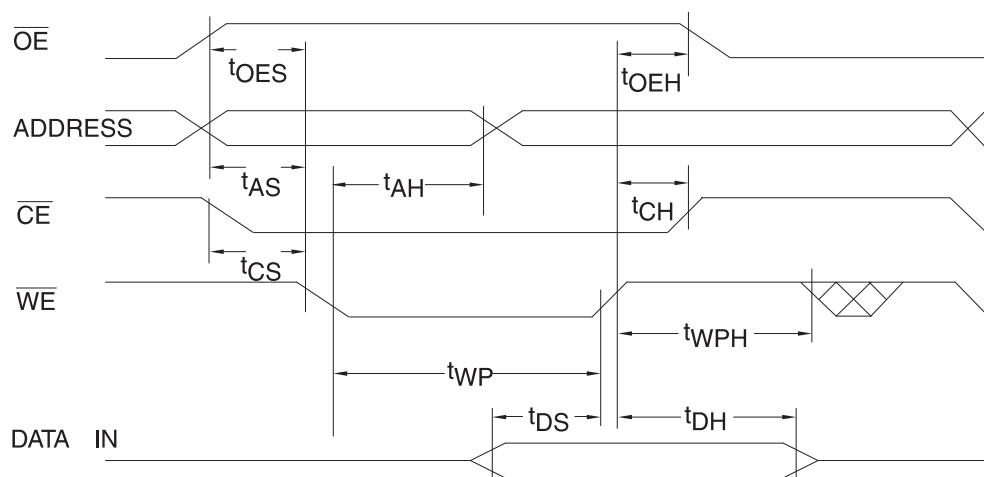 OE
tOES
tOEH
ADDRESS
tAS
tAH
CE
tCH
tCS
WE
tWPH
tWP
tDS
tDH
DATA IN